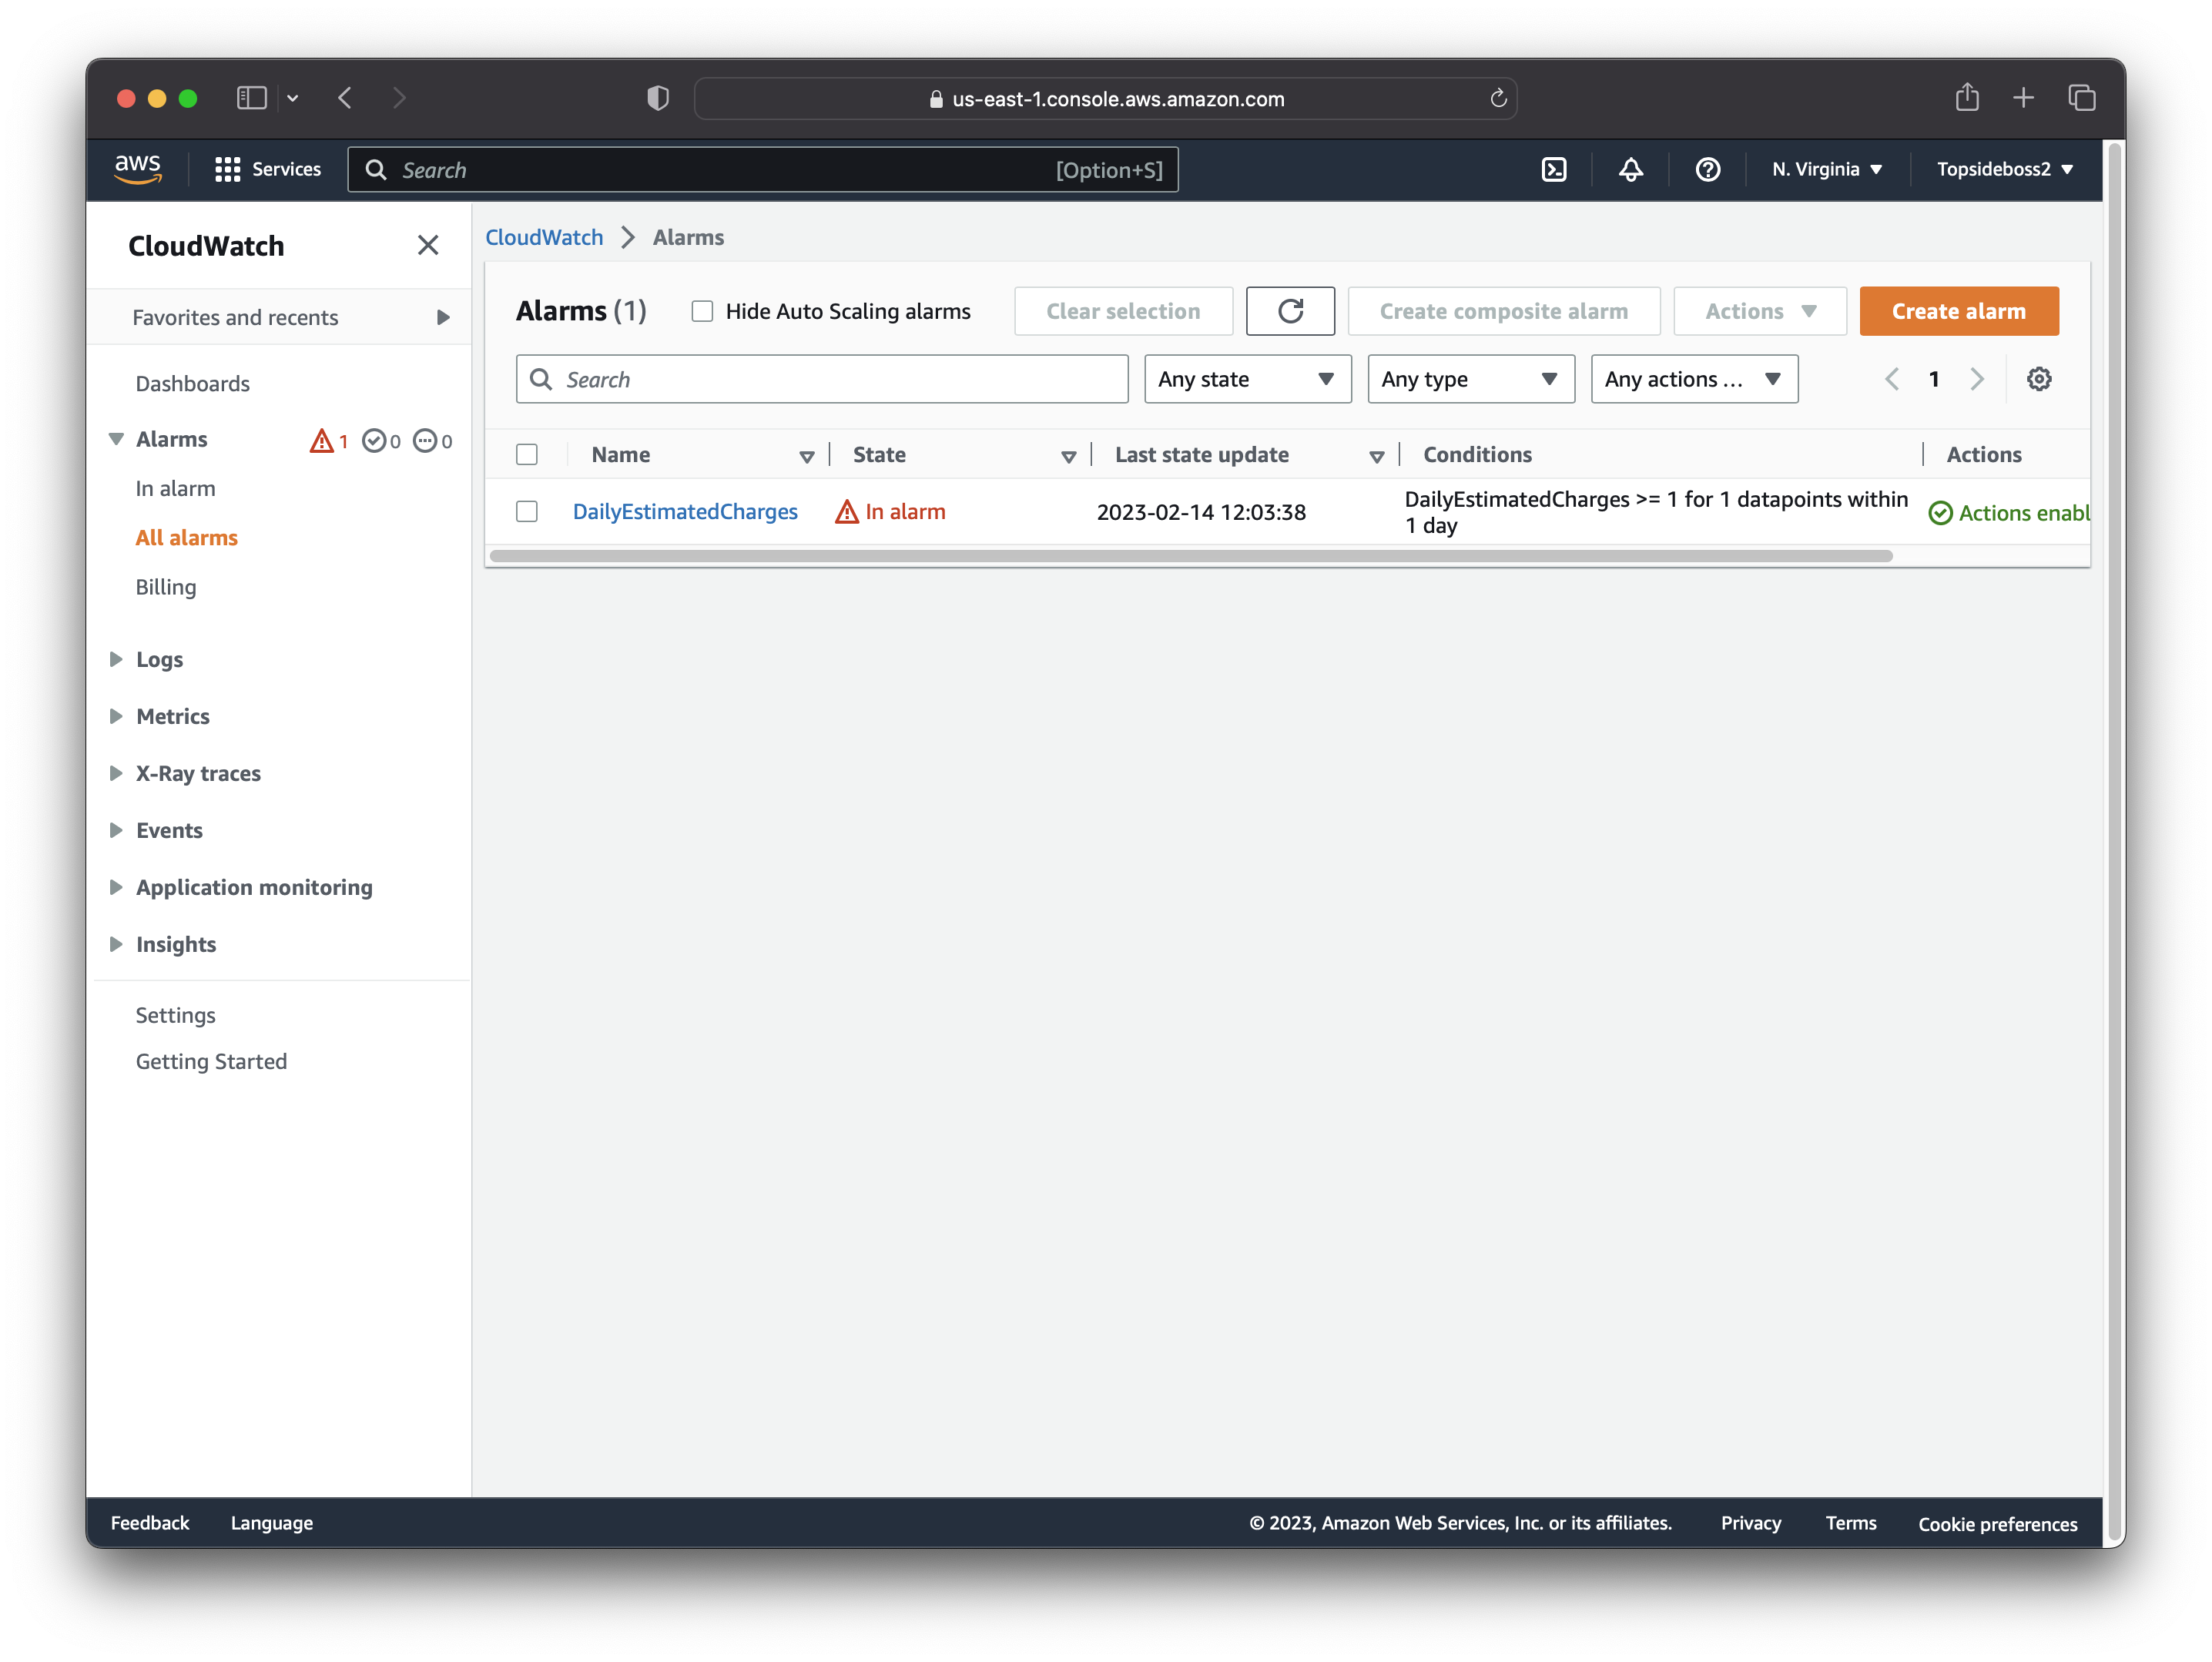 us-east-1.console.aws.amazon.com
aws
Services
Search
[Option+S]
N. Virginia
Topsideboss2
CloudWatch
Favorites and recents
Dashboards
Alarms
1
0
0
In alarm
All alarms
Billing
Logs
Metrics
X-Ray traces
Events
Application monitoring
Insights
Settings
Getting Started
CloudWatch
Alarms
Alarms (1)
Hide Auto Scaling alarms
Clear selection
Create composite alarm
Actions
Create alarm
Search
Any state
Any type
Any actions ...
1
Name
State
Last state update
Conditions
Actions
DailyEstimatedCharges
In alarm
2023-02-14 12:03:38
DailyEstimatedCharges >= 1 for 1 datapoints within
1 day
Actions enabl
Feedback
Language
© 2023, Amazon Web Services, Inc. or its affiliates.
Privacy
Terms
Cookie preferences